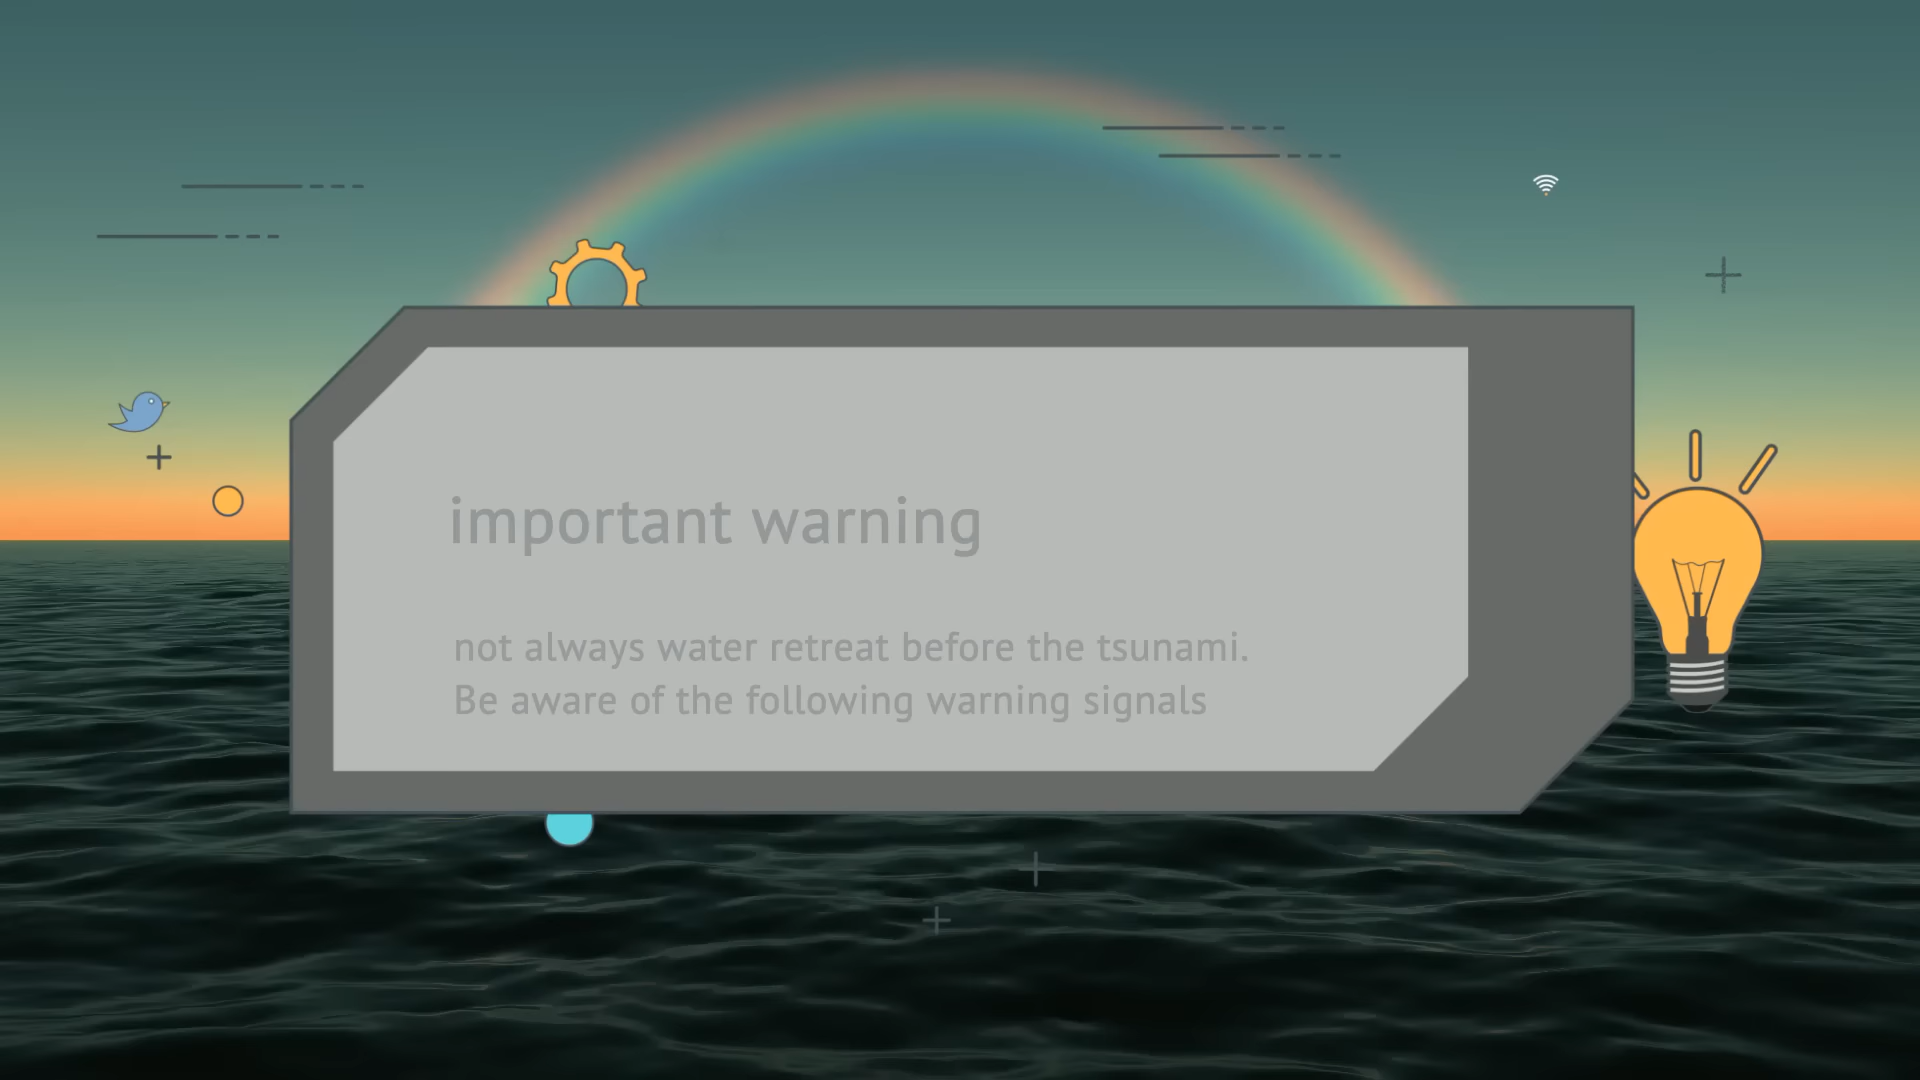 important warning
not always water retreat before the tsunami.
Be aware of the following warning signals